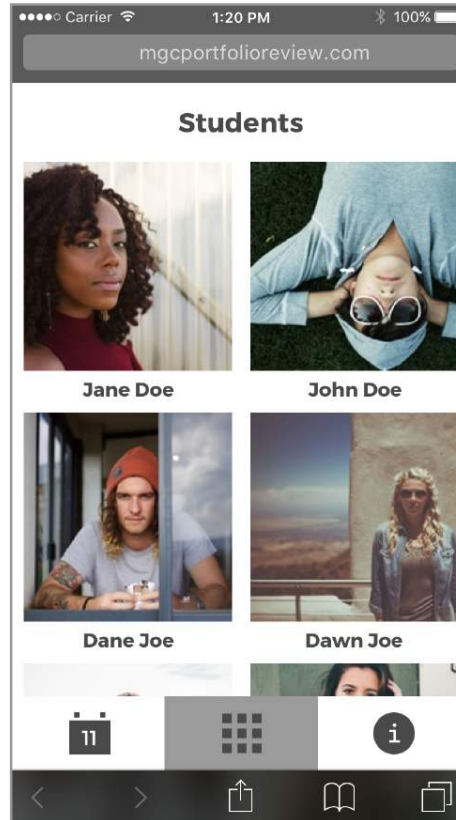 Carrier 1:20 PM 100%
mgcportfolioreview.com
Students
Jane Doe John Doe
Dane Joe Dawn Joe
11 i